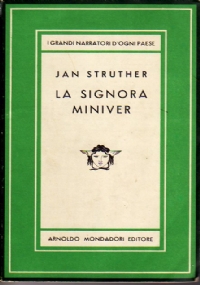 I GRANDI NARRATORI D'OGNI PAESE
JAN STRUTHER
LA SIGNORA
MINIVER
ARNOLDO MONDADORI EDITORE